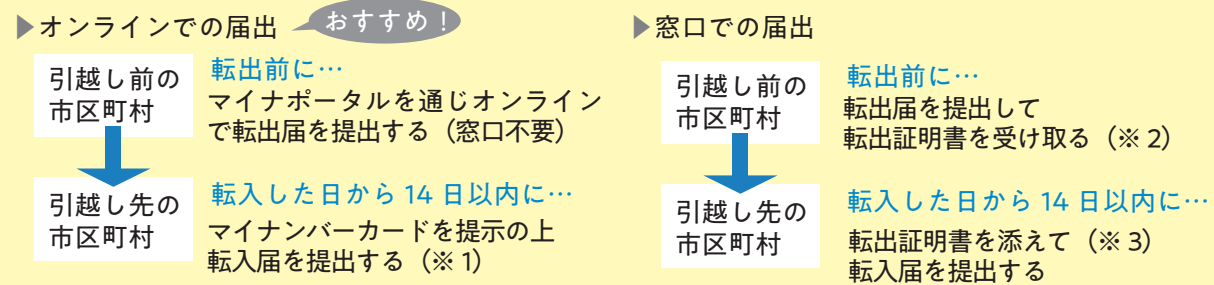 ▶オンラインでの届出
おすすめ！
引越し前の
市区町村
転出前に…
マイナポータルを通じオンライン
で転出届を提出する（窓口不要）
引越し先の
市区町村
転入した日から 14 日以内に…
マイナンバーカードを提示の上
転入届を提出する（※ 1）
▶窓口での届出
引越し前の
市区町村
転出前に…
転出届を提出して
転出証明書を受け取る（※ 2）
引越し先の
市区町村
転入した日から 14 日以内に…
転出証明書を添えて（※ 3）
転入届を提出する